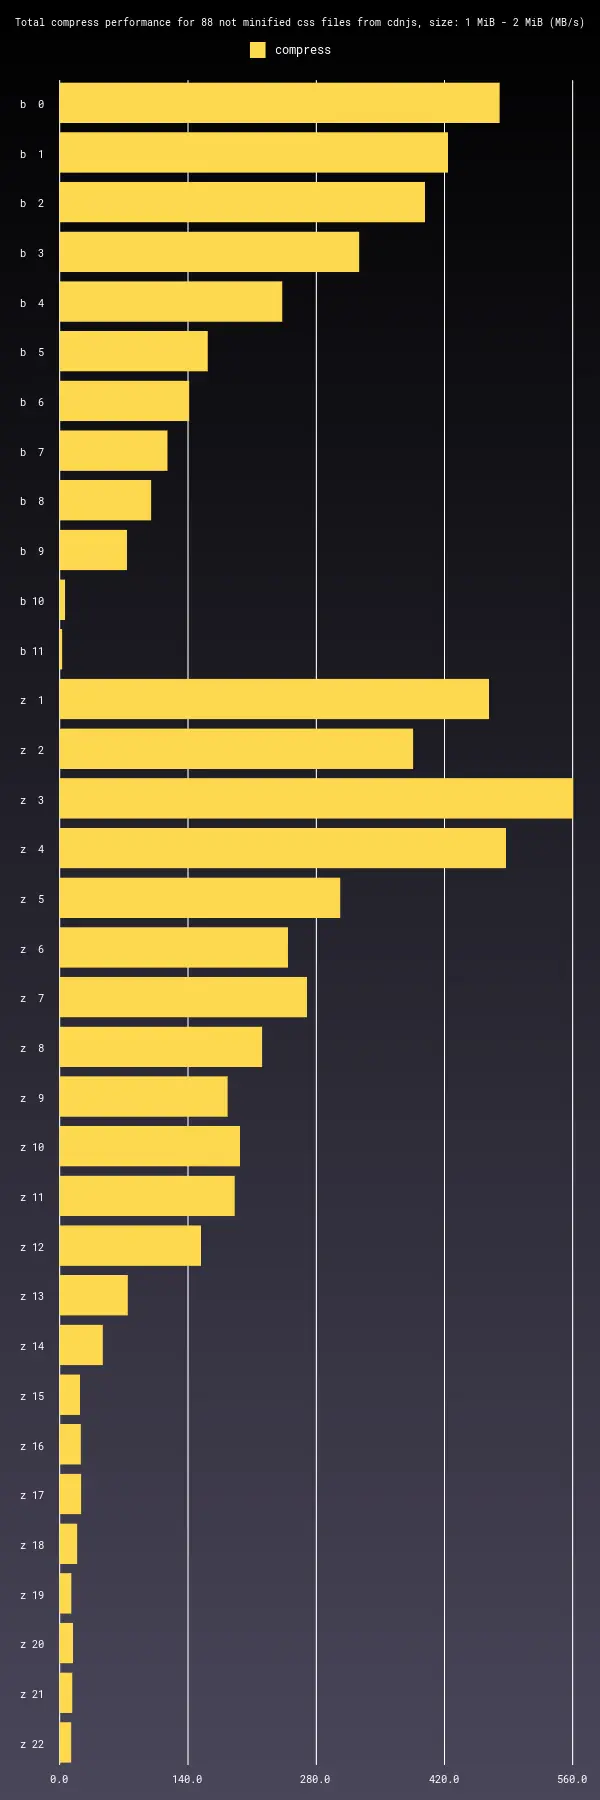 Total compress performance for 88 not minified css files from cdnjs, size: 1 MiB - 2 MiB (MB/s)
compress
b 0
b 1
b 2
b 3
b 4
b 5
b 6
b 7
b 8
b 9
b 10
b 11
z 1
z 2
z 3
z 4
z 5
z 6
z 7
z 8
z 9
z 10
z 11
z 12
z 13
z 14
z 15
z 16
z 17
z 18
z 19
z 20
z 21
z 22
0.0 140.0 280.0 420.0 560.0